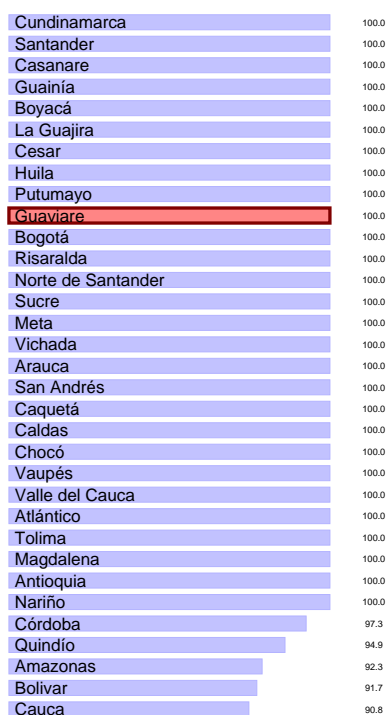 Cundinamarca 100.0
Santander 100.0
Casanare 100.0
Guainía 100.0
Boyacá 100.0
La Guajira 100.0
Cesar 100.0
Huila 100.0
Putumayo 100.0
Guaviare 100.0
Bogotá 100.0
Risaralda 100.0
Norte de Santander 100.0
Sucre 100.0
Meta 100.0
Vichada 100.0
Arauca 100.0
San Andrés 100.0
Caquetá 100.0
Caldas 100.0
Chocó 100.0
Vaupés 100.0
Valle del Cauca 100.0
Atlántico 100.0
Tolima 100.0
Magdalena 100.0
Antioquia 100.0
Nariño 100.0
Córdoba 97.3
Quindío 94.9
Amazonas 92.3
Bolivar 91.7
Cauca 90.8